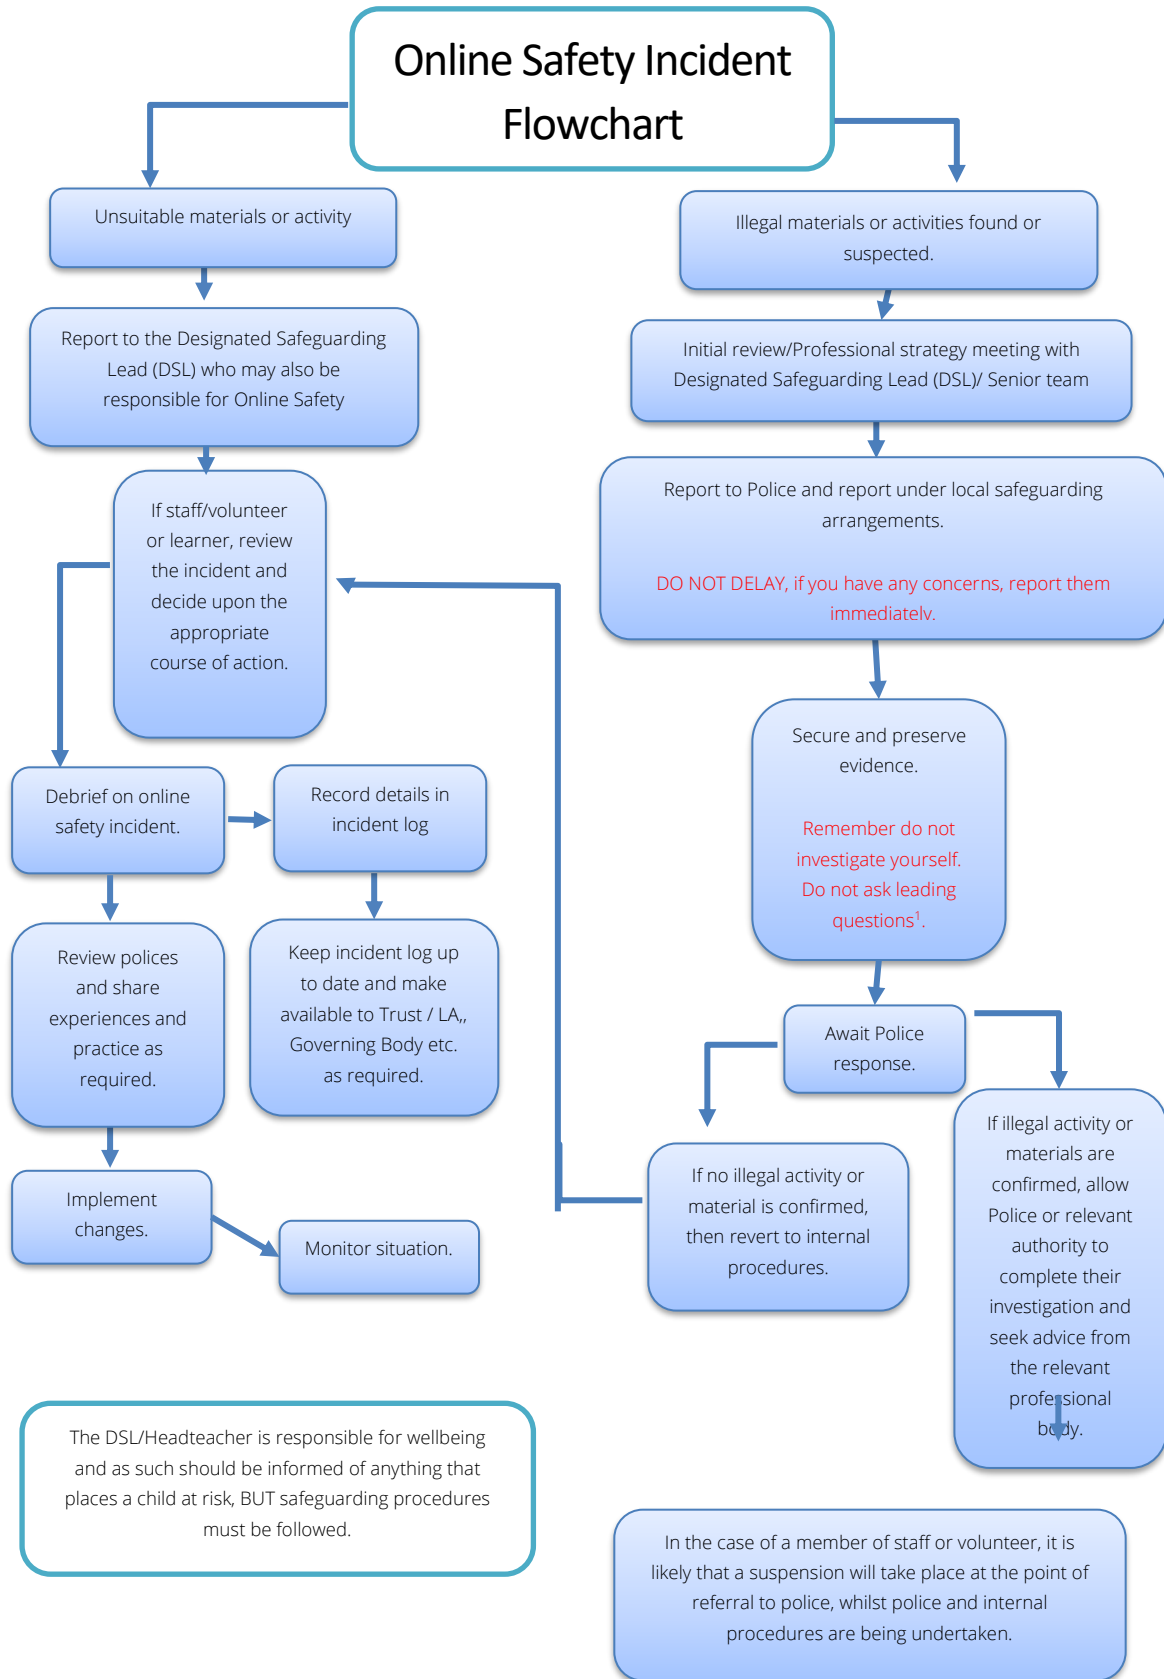 Online Safety Incident
Flowchart
Unsuitable materials or activity
Report to the Designated Safeguarding
Lead (DSL) who may also be
responsible for Online Safety
If staff/volunteer
or learner, review
the incident and
decide upon the
appropriate
course of action.
Debrief on online
safety incident.
Record details in
incident log
Review polices
and share
experiences and
practice as
required.
Keep incident log up
to date and make
available to Trust / LA,,
Governing Body etc.
as required.
Implement
changes.
Monitor situation.
Illegal materials or activities found or
suspected.
Initial review/Professional strategy meeting with
Designated Safeguarding Lead (DSL)/ Senior team
Report to Police and report under local safeguarding
arrangements.
DO NOT DELAY, if you have any concerns, report them
immediately.
Secure and preserve
evidence.
Remember do not
investigate yourself.
Do not ask leading
questions¹.
Await Police
response.
If no illegal activity or
material is confirmed,
then revert to internal
procedures.
If illegal activity or
materials are
confirmed, allow
Police or relevant
authority to
complete their
investigation and
seek advice from
the relevant
professional
body.
The DSL/Headteacher is responsible for wellbeing
and as such should be informed of anything that
places a child at risk, BUT safeguarding procedures
must be followed.
In the case of a member of staff or volunteer, it is
likely that a suspension will take place at the point of
referral to police, whilst police and internal
procedures are being undertaken.